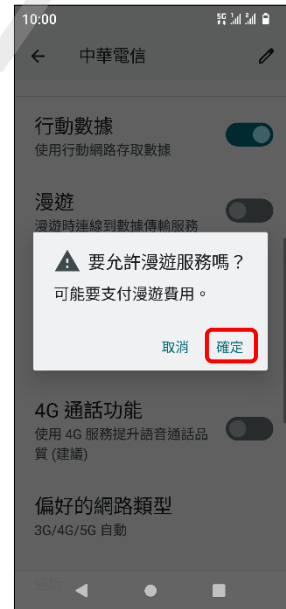 10:00
5G 1 2
中華電信
行動數據
使用行動網路存取數據
漫遊
漫遊時連線到數據傳輸服務
要允許漫遊服務嗎？
可能要支付漫遊費用。
取消 確定
4G 通話功能
使用 4G 服務提升語音通話品
質 (建議)
偏好的網路類型
3G/4G/5G 自動